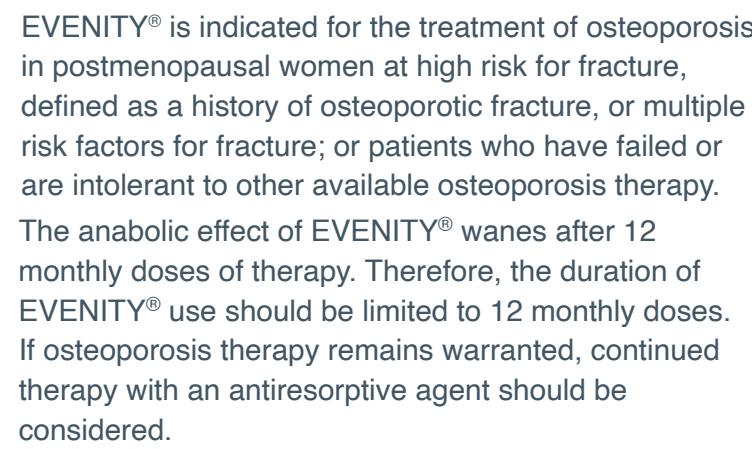 EVENITY® is indicated for the treatment of osteoporosis
in postmenopausal women at high risk for fracture,
defined as a history of osteoporotic fracture, or multiple
risk factors for fracture; or patients who have failed or
are intolerant to other available osteoporosis therapy.
The anabolic effect of EVENITY® wanes after 12
monthly doses of therapy. Therefore, the duration of
EVENITY® use should be limited to 12 monthly doses.
If osteoporosis therapy remains warranted, continued
therapy with an antiresorptive agent should be
considered.